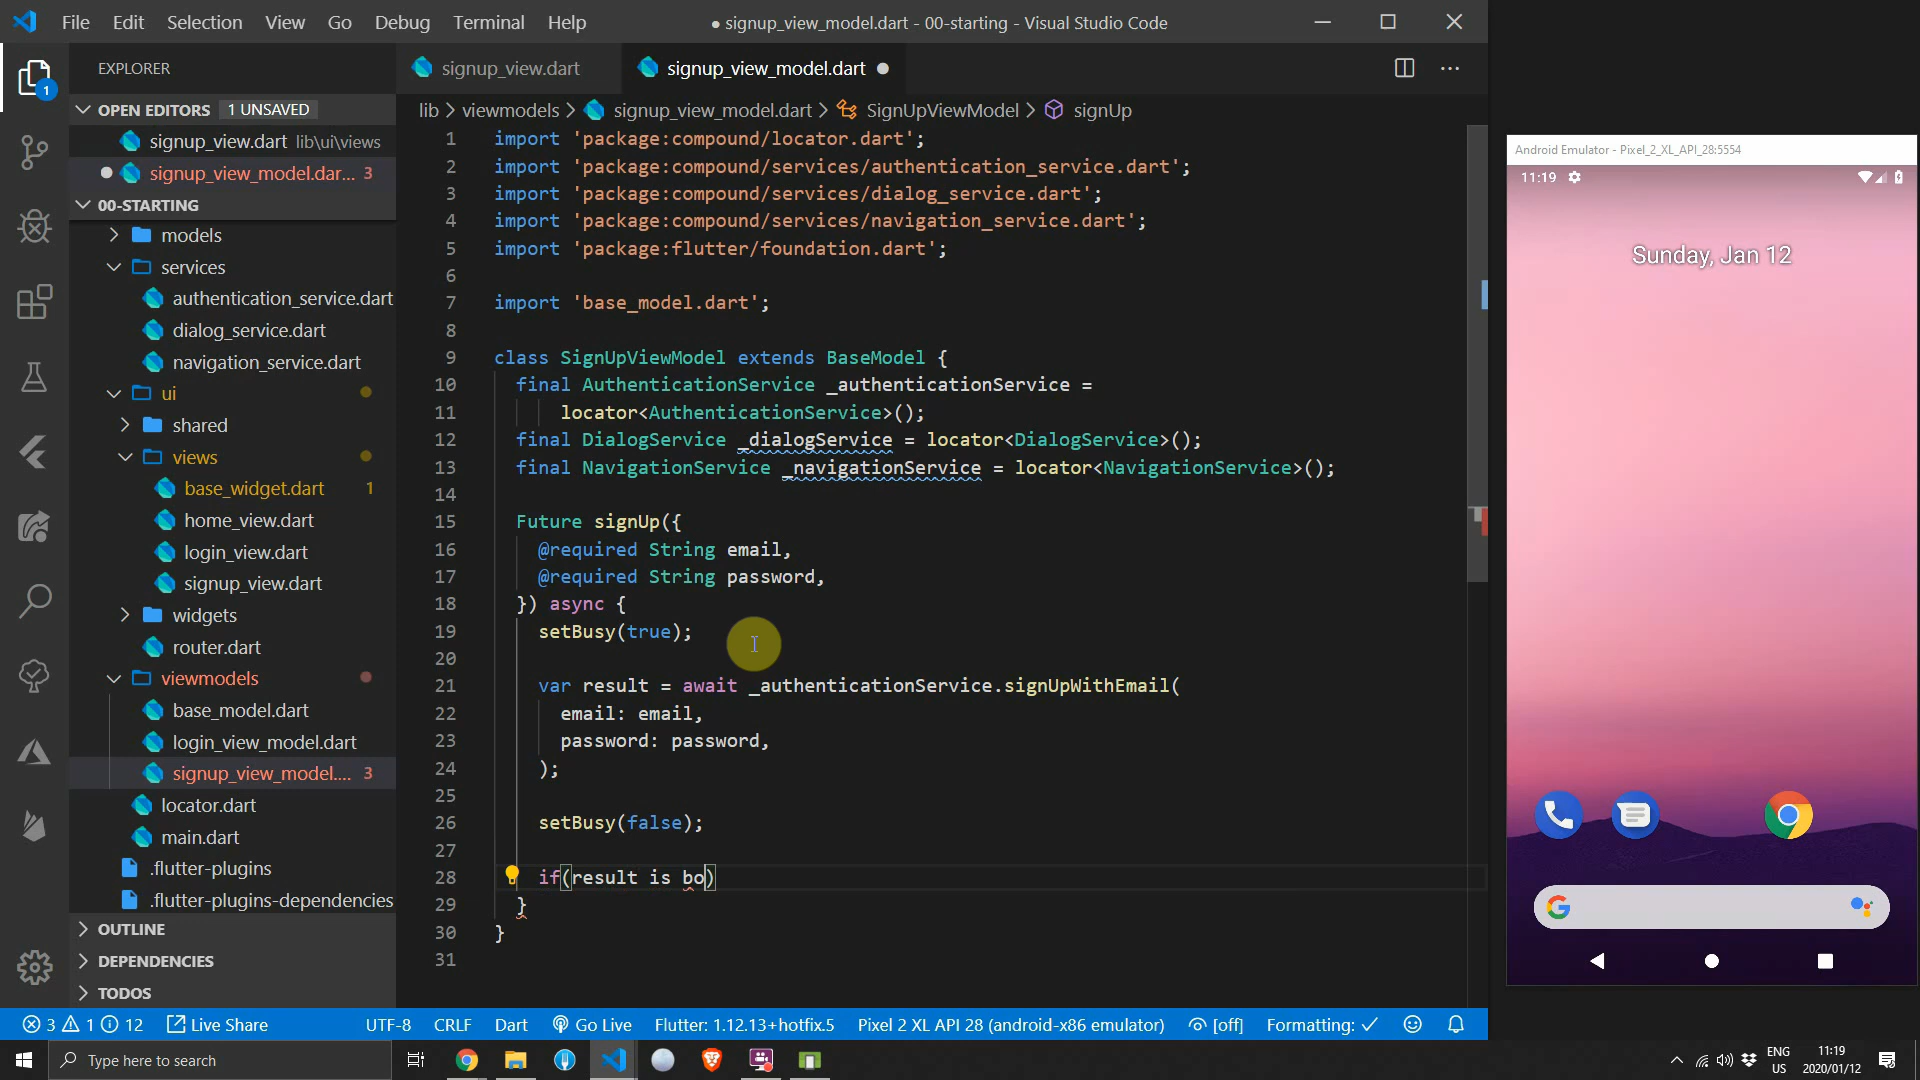 File Edit Selection View Go Debug Terminal Help
● signup_view_model.dart - 00-starting - Visual Studio Code
EXPLORER
OPEN EDITORS 1 UNSAVED
signup_view.dart lib\ui\views
signup_view_model.dar... 3
00-STARTING
models
services
authentication_service.dart
dialog_service.dart
navigation_service.dart
ui
shared
views
base_widget.dart 1
home_view.dart
login_view.dart
signup_view.dart
widgets
router.dart
viewmodels
base_model.dart
login_view_model.dart
signup_view_model.... 3
locator.dart
main.dart
.flutter-plugins
.flutter-plugins-dependencies
OUTLINE
DEPENDENCIES
TODOS
1
signup_view.dart
signup_view_model.dart
lib > viewmodels > signup_view_model.dart > SignUpViewModel > signUp
1 import 'package:compound/locator.dart';
2 import 'package:compound/services/authentication_service.dart';
3 import 'package:compound/services/dialog_service.dart';
4 import 'package:compound/services/navigation_service.dart';
5 import 'package:flutter/foundation.dart';
6
7 import 'base_model.dart';
8
9 class SignUpViewModel extends BaseModel {
10 final AuthenticationService _authenticationService =
11 locator<AuthenticationService>();
12 final DialogService _dialogService = locator<DialogService>();
13 final NavigationService _navigationService = locator<NavigationService>();
14
15 Future signUp({
16 @required String email,
17 @required String password,
18 }) async {
19 setBusy(true);
20
21 var result = await _authenticationService.signUpWithEmail(
22 email: email,
23 password: password,
24 );
25
26 setBusy(false);
27
28 if(result is bo)
29 }
30 }
31
Android Emulator - Pixel_2_XL_API_28:5554
11:19
Sunday, Jan 12
3 1 12 Live Share UTF-8 CRLF Dart Go Live Flutter: 1.12.13+hotfix.5 Pixel 2 XL API 28 (android-x86 emulator) [off] Formatting: ✓
Type here to search
ENG
US
11:19
2020/01/12